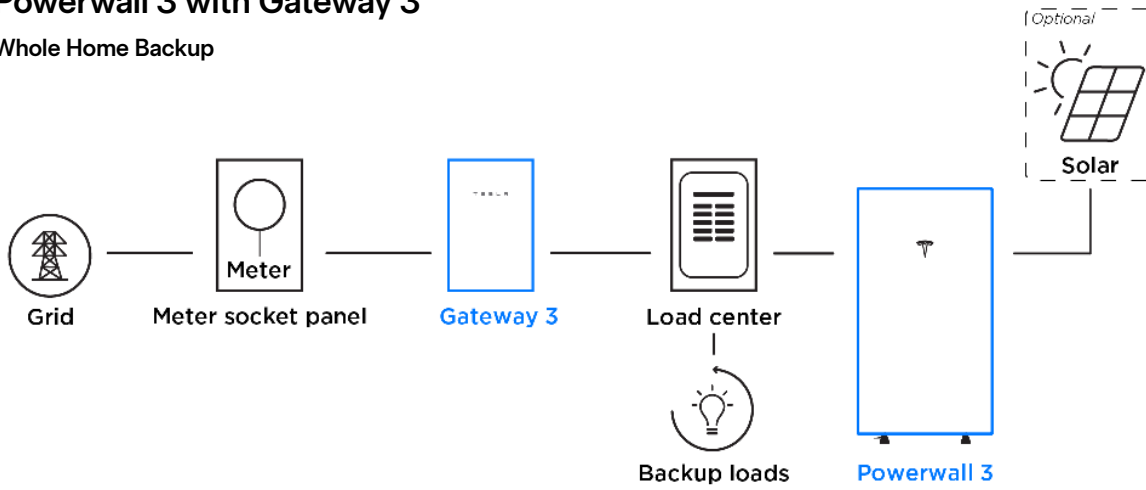 Powerwall 3 with Gateway 3
Whole Home Backup
Optional
Solar
TESLA
Meter
Grid
Meter socket panel
Gateway 3
Load center
Backup loads
Powerwall 3